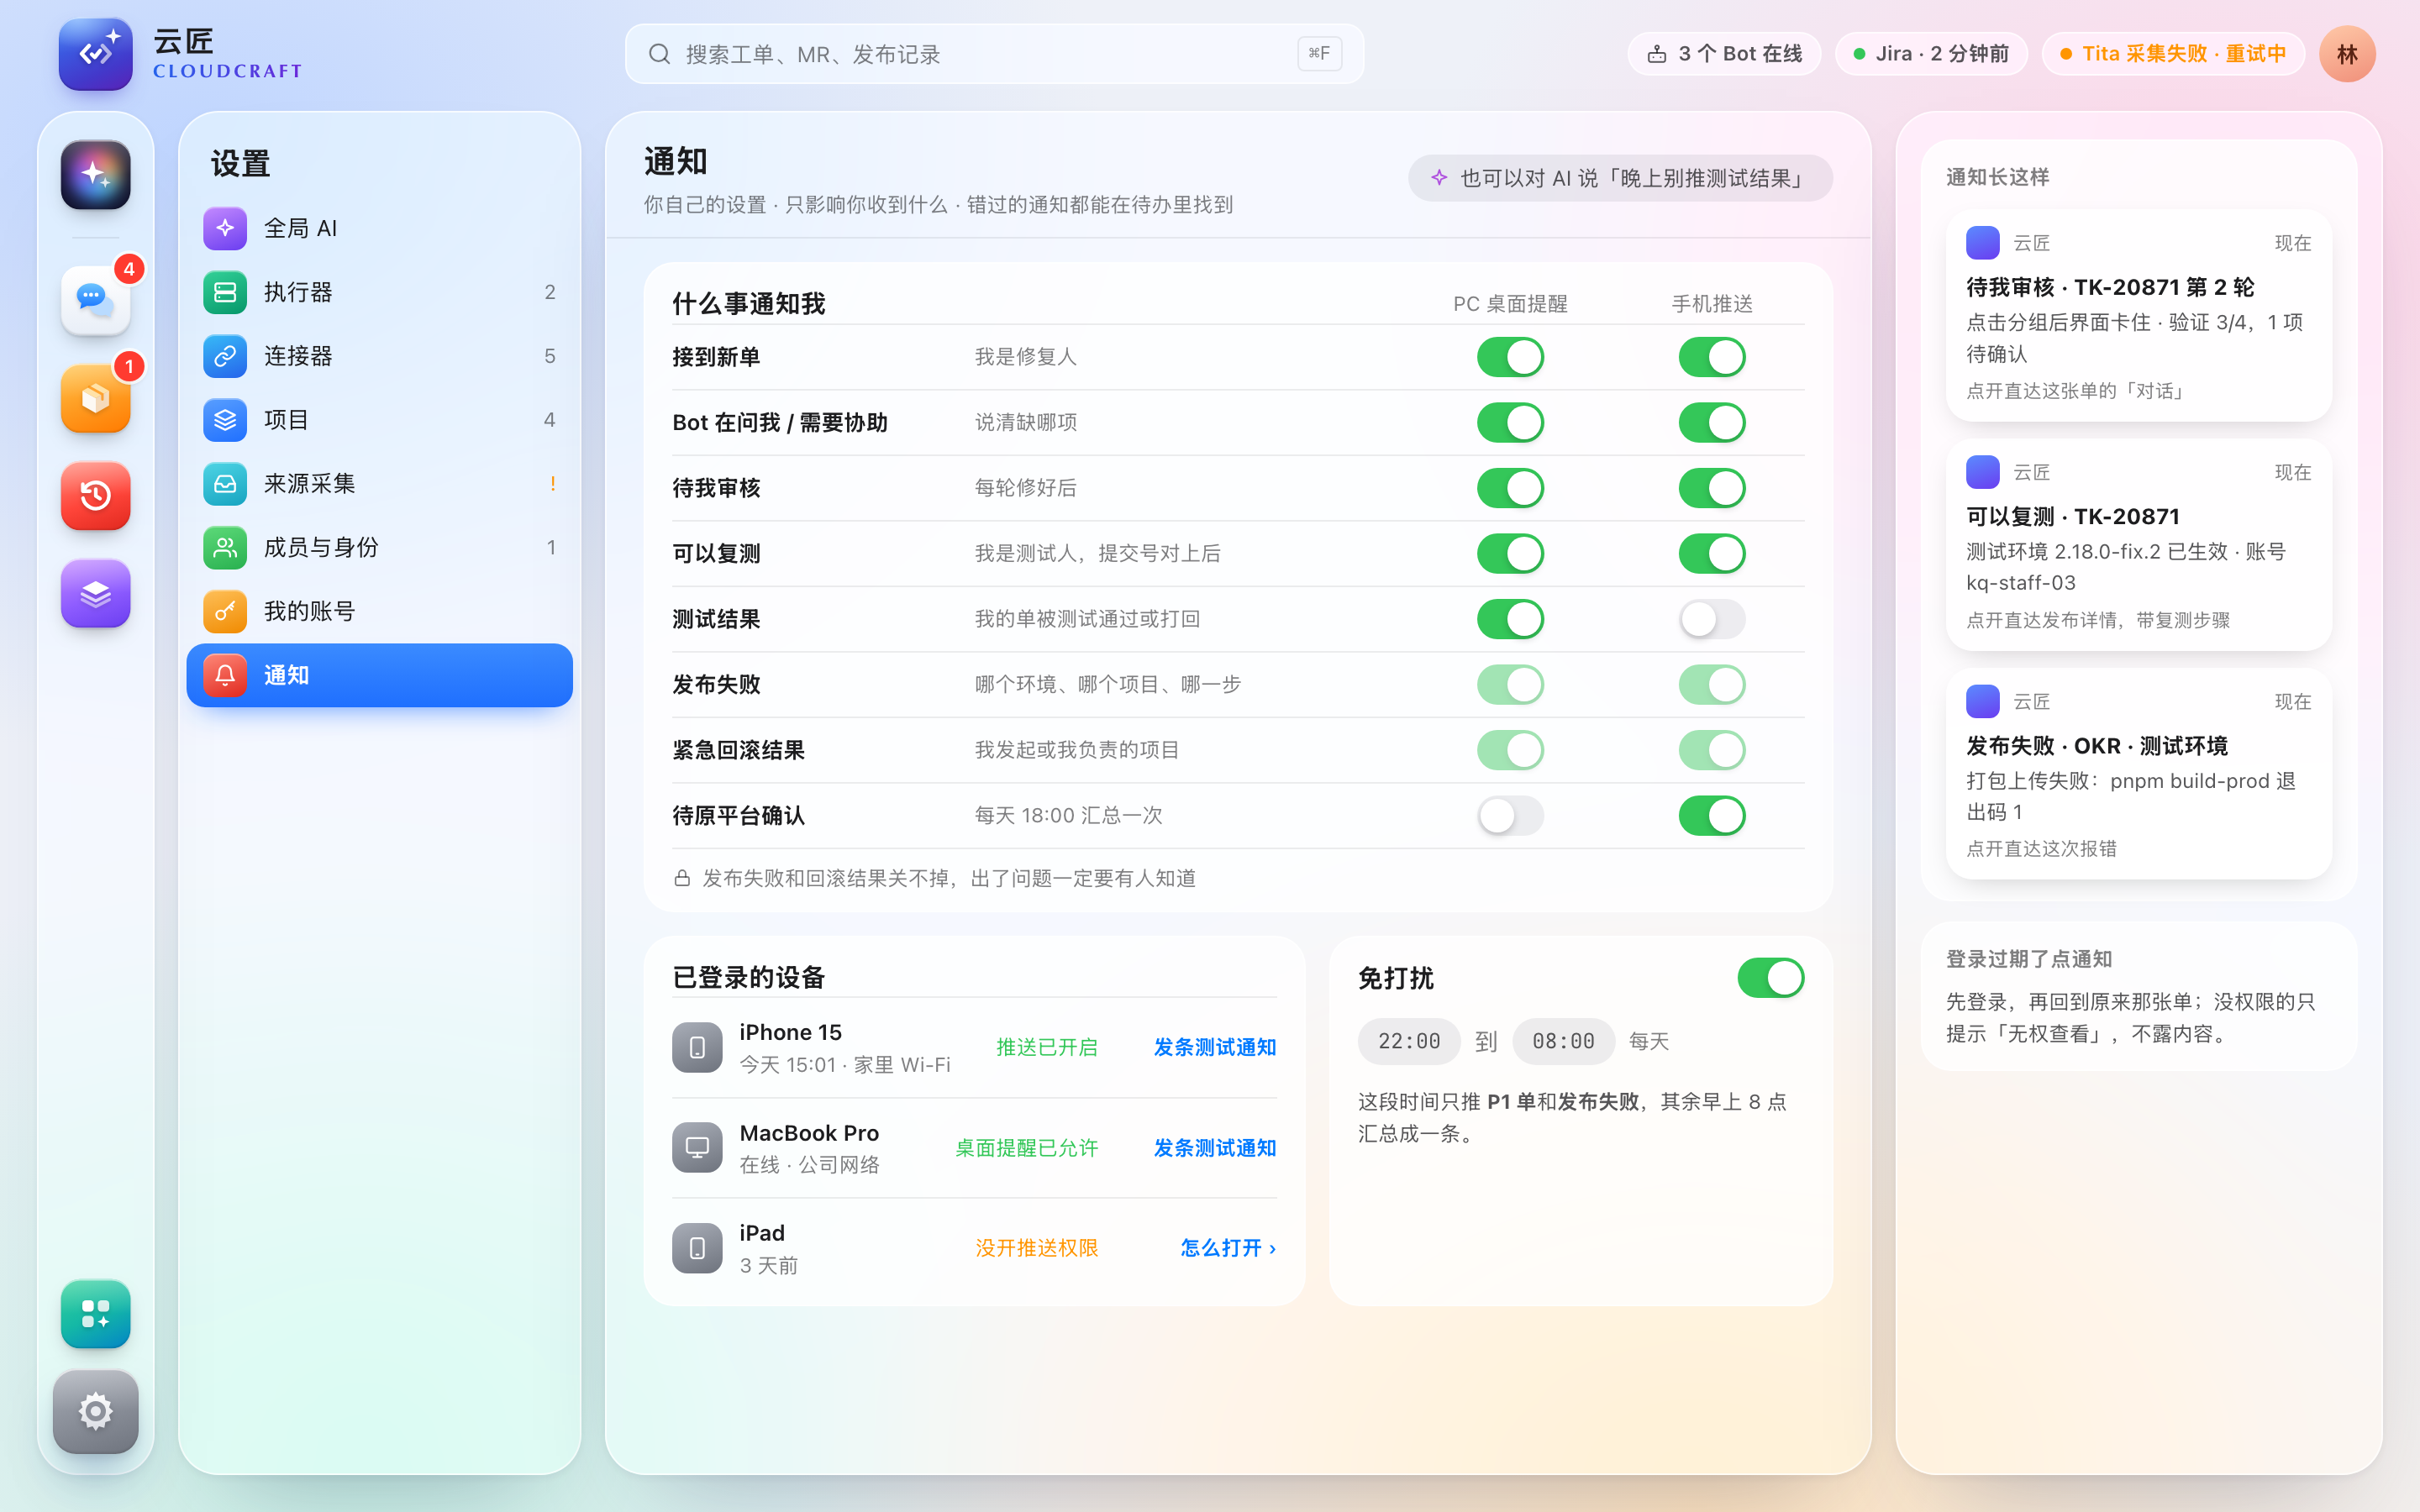 云匠
CLOUDCRAFT
搜索工单、MR、发布记录
⌘F
3 个 Bot 在线
Jira · 2 分钟前
Tita 采集失败 · 重试中
林
4
1
设置
全局 AI
执行器
2
连接器
5
项目
4
来源采集
!
成员与身份
1
我的账号
通知
通知
你自己的设置 · 只影响你收到什么 · 错过的通知都能在待办里找到
也可以对 AI 说「晚上别推测试结果」
什么事通知我
PC 桌面提醒
手机推送
接到新单
我是修复人
Bot 在问我 / 需要协助
说清缺哪项
待我审核
每轮修好后
可以复测
我是测试人，提交号对上后
测试结果
我的单被测试通过或打回
发布失败
哪个环境、哪个项目、哪一步
紧急回滚结果
我发起或我负责的项目
待原平台确认
每天 18:00 汇总一次
发布失败和回滚结果关不掉，出了问题一定要有人知道
已登录的设备
iPhone 15
今天 15:01 · 家里 Wi-Fi
推送已开启
发条测试通知
MacBook Pro
在线 · 公司网络
桌面提醒已允许
发条测试通知
iPad
3 天前
没开推送权限
怎么打开 ›
免打扰
22:00 到 08:00 每天
这段时间只推 P1 单和发布失败，其余早上 8 点
汇总成一条。
通知长这样
云匠
现在
待我审核 · TK-20871 第 2 轮
点击分组后界面卡住 · 验证 3/4，1 项
待确认
点开直达这张单的「对话」
云匠
现在
可以复测 · TK-20871
测试环境 2.18.0-fix.2 已生效 · 账号
kq-staff-03
点开直达发布详情，带复测步骤
云匠
现在
发布失败 · OKR · 测试环境
打包上传失败：pnpm build-prod 退
出码 1
点开直达这次报错
登录过期了点通知
先登录，再回到原来那张单；没权限的只
提示「无权查看」，不露内容。